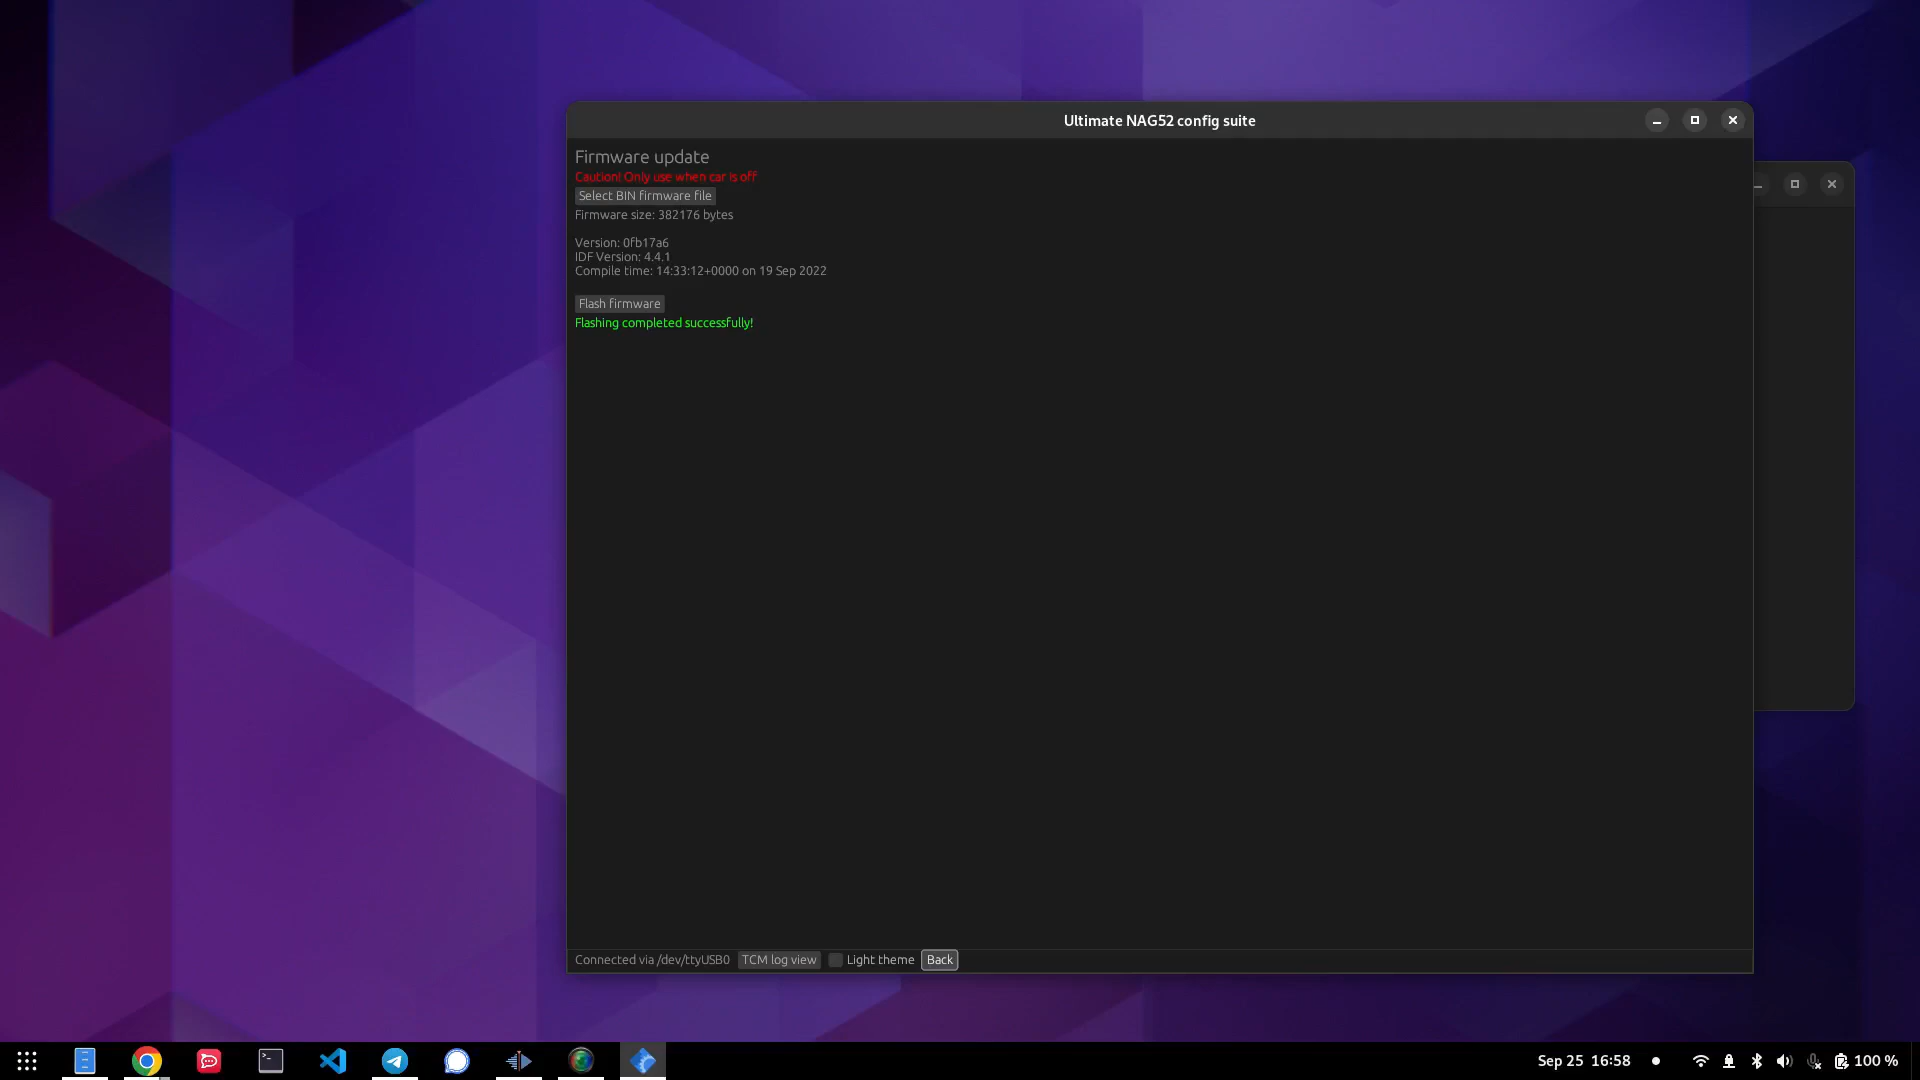 Ultimate NAG52 config suite
Firmware update
Caution! Only use when car is off
Select BIN firmware file
Firmware size: 382176 bytes
Version: 0fb17a6
IDF Version: 4.4.1
Compile time: 14:33:12+0000 on 19 Sep 2022
Flash firmware
Flashing completed successfully!
Connected via /dev/ttyUSB0 TCM log view Light theme Back
Sep 25 16:58 100 %